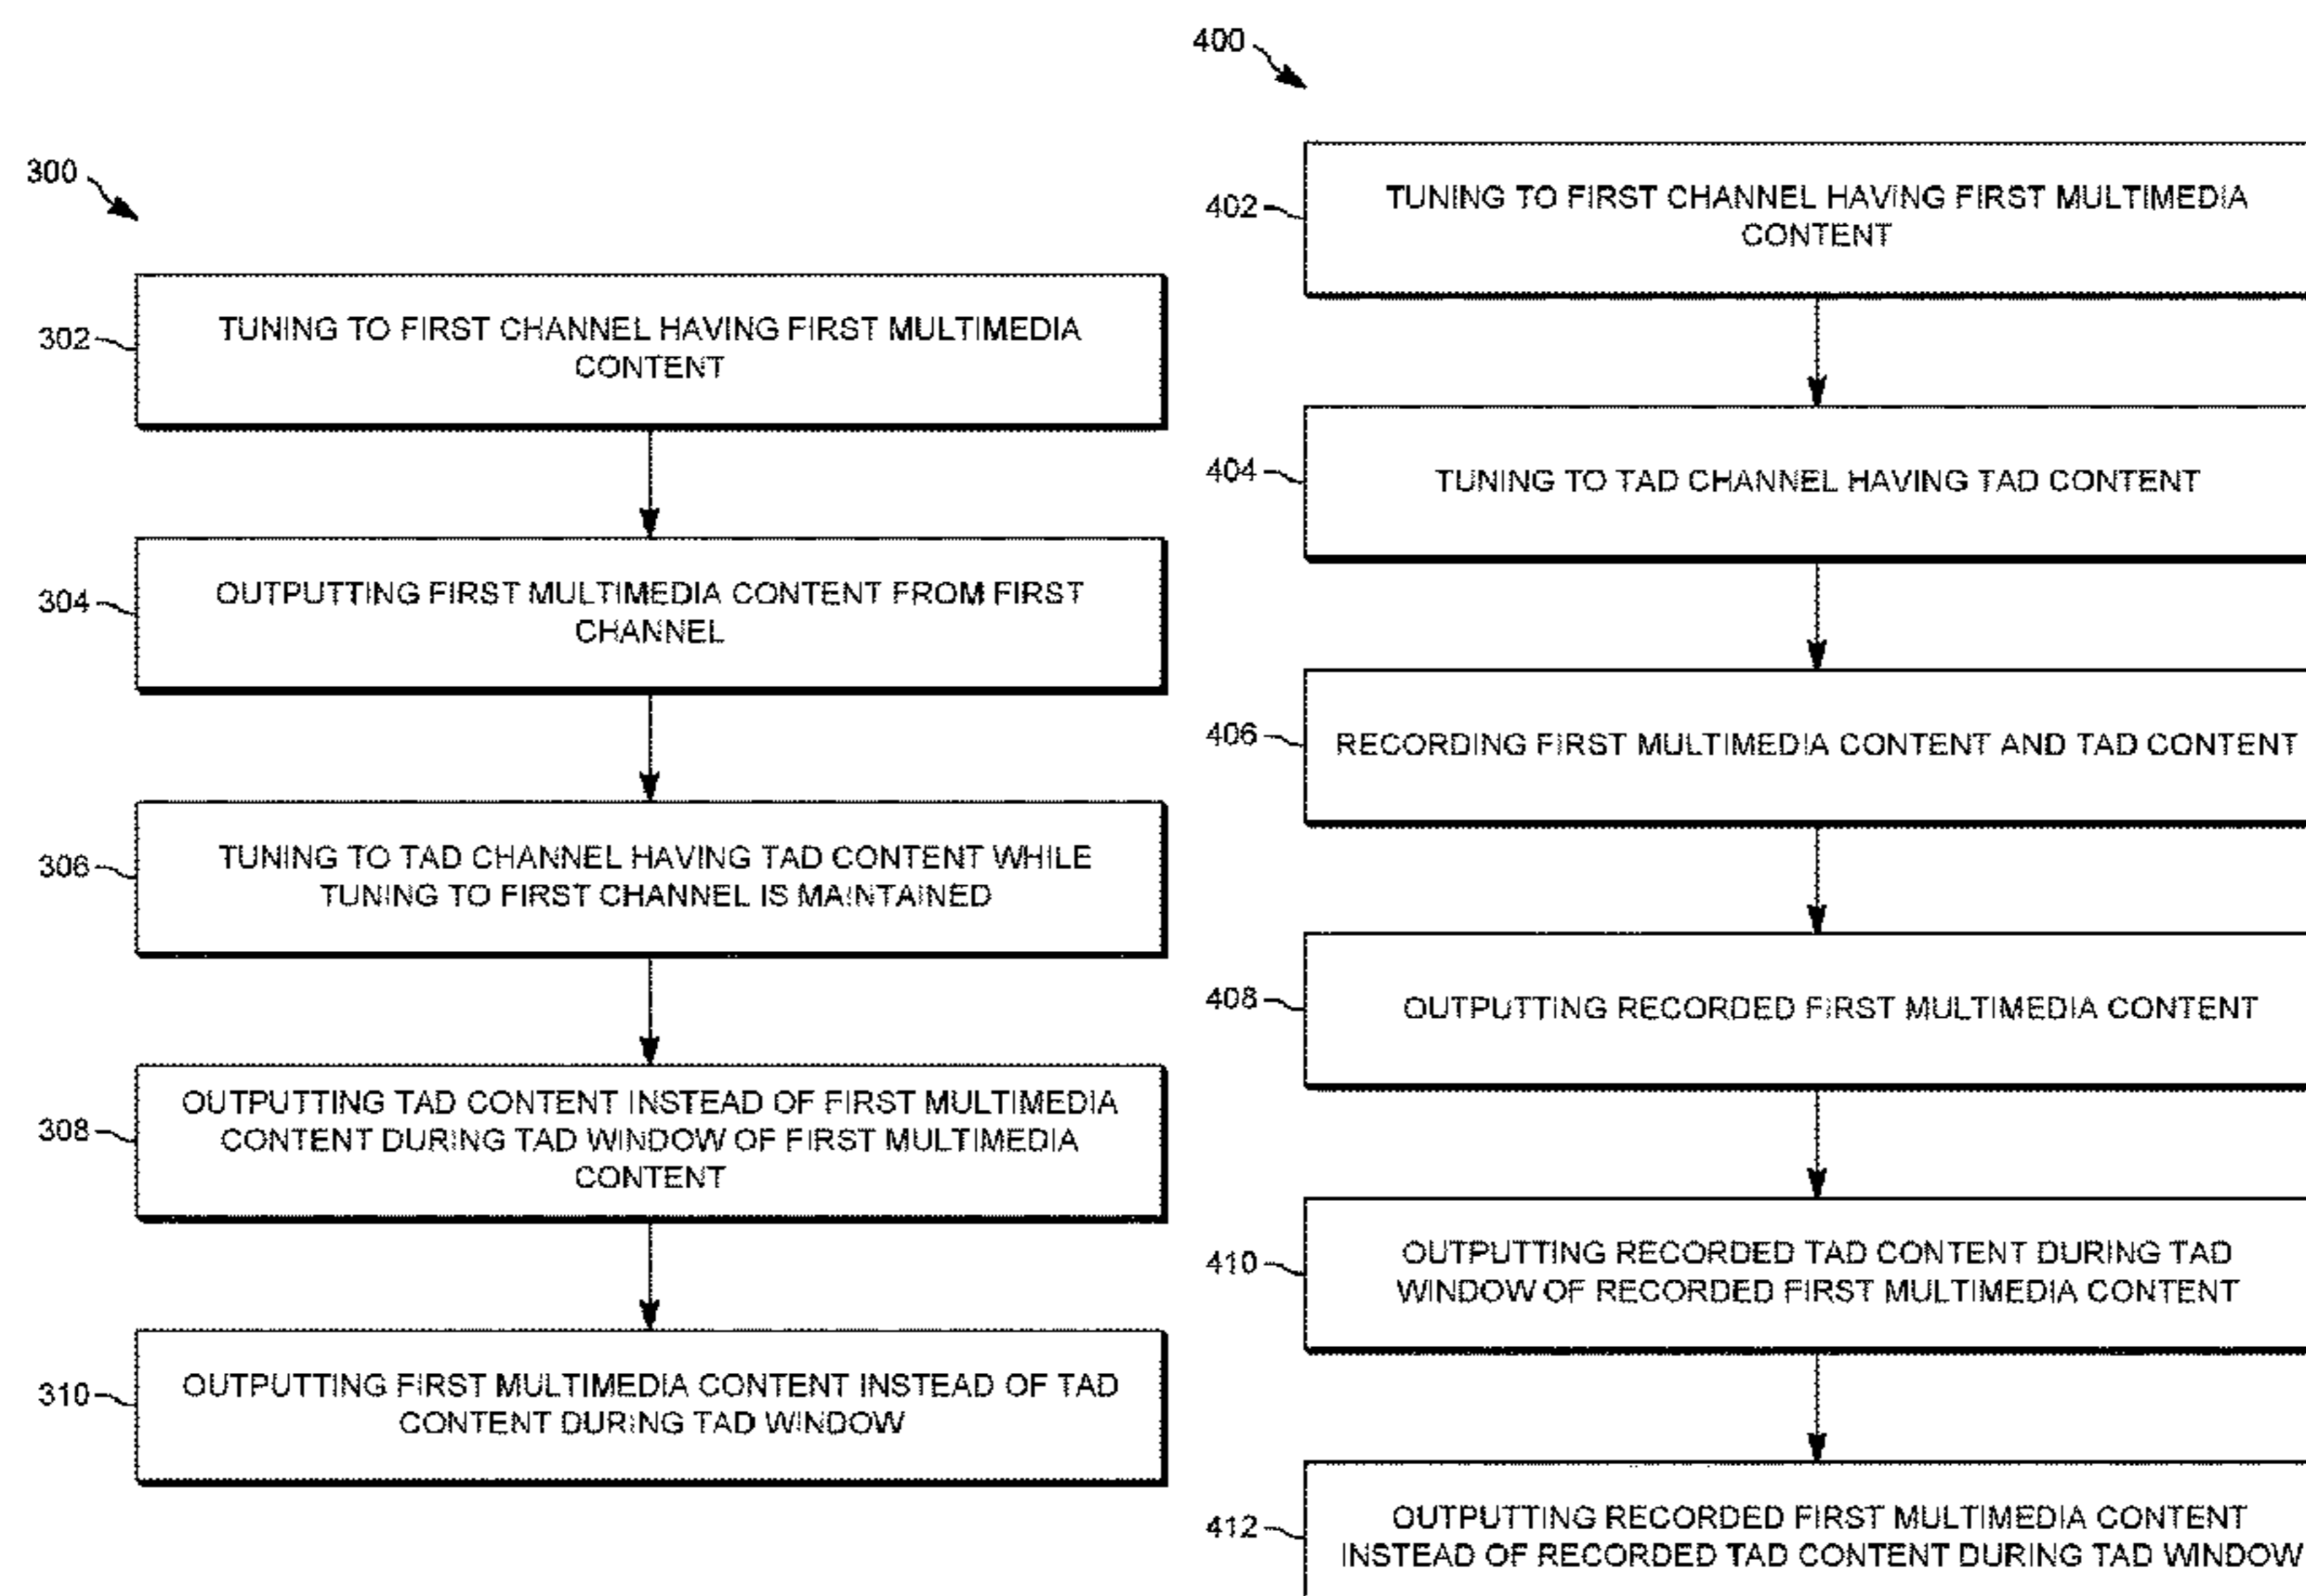 300
302
TUNING TO FIRST CHANNEL HAVING FIRST MULTIMEDIA
CONTENT
304
OUTPUTTING FIRST MULTIMEDIA CONTENT FROM FIRST
CHANNEL
306
TUNING TO TAD CHANNEL HAVING TAD CONTENT WHILE
TUNING TO FIRST CHANNEL IS MAINTAINED
308
OUTPUTTING TAD CONTENT INSTEAD OF FIRST MULTIMEDIA
CONTENT DURING TAD WINDOW OF FIRST MULTIMEDIA
CONTENT
310
OUTPUTTING FIRST MULTIMEDIA CONTENT INSTEAD OF TAD
CONTENT DURING TAD WINDOW
400
402
TUNING TO FIRST CHANNEL HAVING FIRST MULTIMEDIA
CONTENT
404
TUNING TO TAD CHANNEL HAVING TAD CONTENT
406
RECORDING FIRST MULTIMEDIA CONTENT AND TAD CONTENT
408
OUTPUTTING RECORDED FIRST MULTIMEDIA CONTENT
410
OUTPUTTING RECORDED TAD CONTENT DURING TAD
WINDOW OF RECORDED FIRST MULTIMEDIA CONTENT
412
OUTPUTTING RECORDED FIRST MULTIMEDIA CONTENT
INSTEAD OF RECORDED TAD CONTENT DURING TAD WINDOW